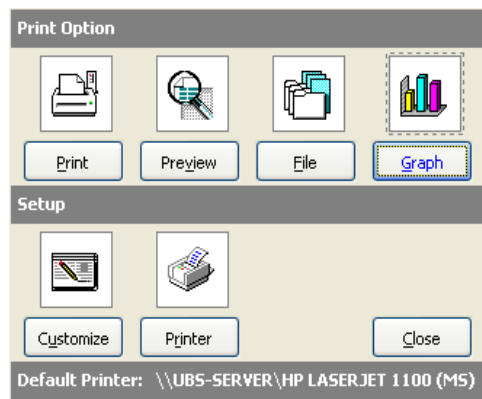 Print Option
Print Preview File Graph
Setup
Customize Printer Close
Default Printer: \\UBS-SERVER\HP LASERJET 1100 (MS)